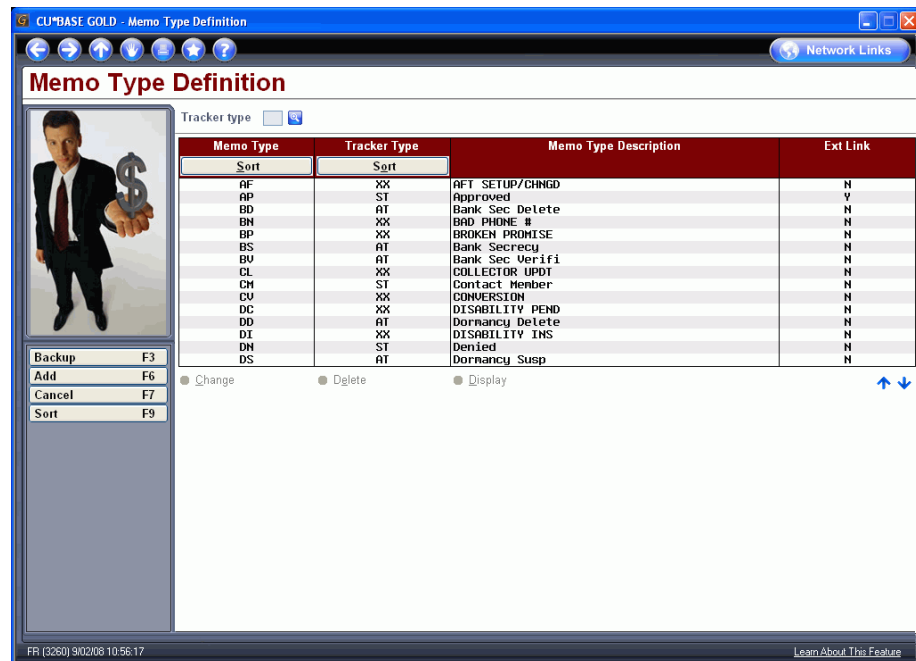 CU*BASE GOLD - Memo Type Definition
Network Links
Memo Type Definition
Tracker type
Memo Type Tracker Type Memo Type Description Ext Link
Sort Sort
AF XX AFT SETUP/CHNGD N
AP ST Approved Y
BD AT Bank Sec Delete N
BN XX BAD PHONE # N
BP XX BROKEN PROMISE N
BS AT Bank Secrecy N
BV AT Bank Sec Verifi N
CL XX COLLECTOR UPDT N
CM ST Contact Member N
CV XX CONVERSION N
DC XX DISABILITY PEND N
DD AT Dormancy Delete N
DI XX DISABILITY INS N
DN ST Denied N
DS AT Dormancy Susp N
Change Delete Display
Backup F3
Add F6
Cancel F7
Sort F9
FR (3260) 9/02/08 10:56:17
Learn About This Feature